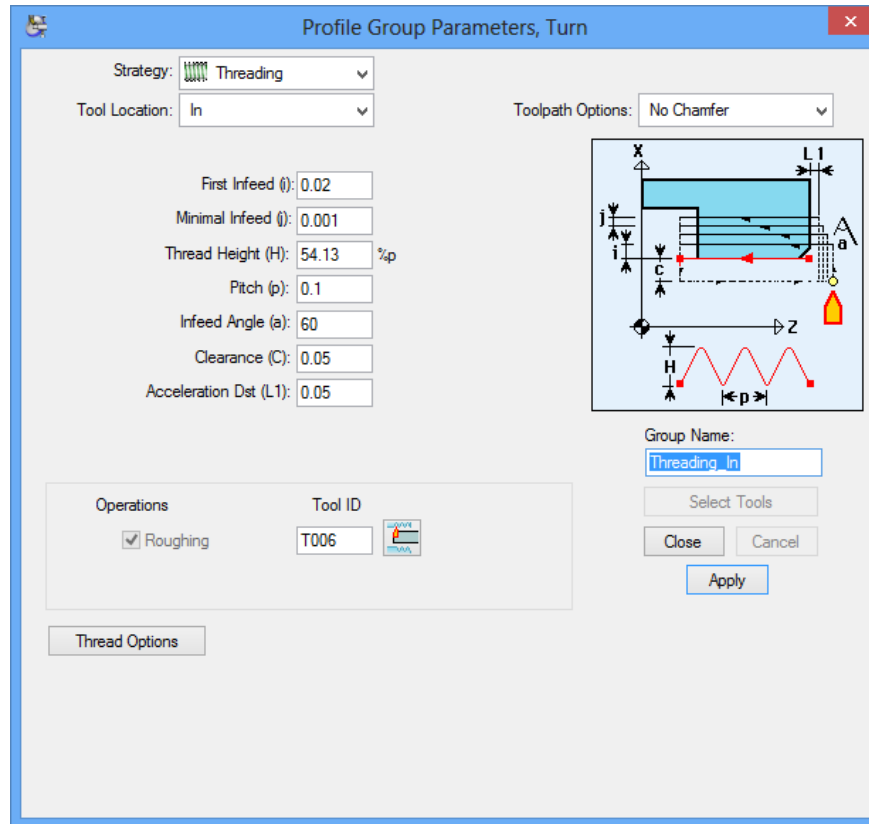 Profile Group Parameters, Turn
Strategy: Threading
Tool Location: In
Toolpath Options: No Chamfer
First Infeed (i): 0.02
Minimal Infeed (j): 0.001
Thread Height (H): 54.13 %p
Pitch (p): 0.1
Infeed Angle (a): 60
Clearance (C): 0.05
Acceleration Dst (L1): 0.05
X
L1
j
i
c
a
Z
H
p
Group Name:
Threading_In
Select Tools
Close Cancel
Apply
Operations Tool ID
Roughing T006
Thread Options